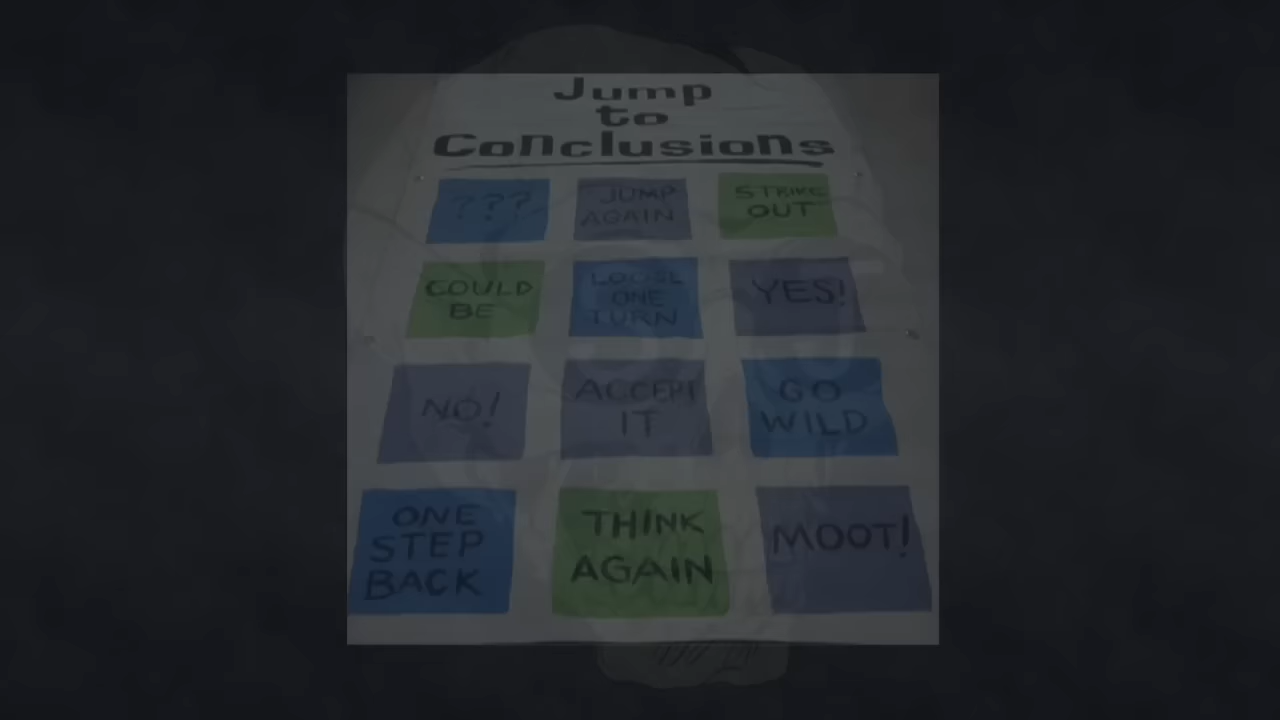 Jump
to
Conclusions
???
JUMP
AGAIN
STRIKE
OUT
COULD
BE
LOOSE
ONE
TURN
YES!
NO!
ACCEPT
IT
GO
WILD
ONE
STEP
BACK
THINK
AGAIN
MOOT!